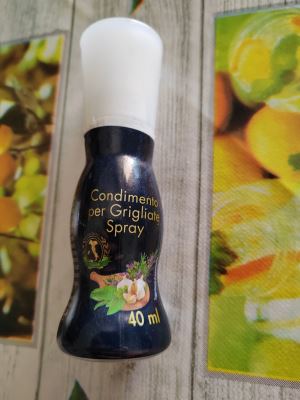 Condimento
per Grigliate
Spray
40 ml